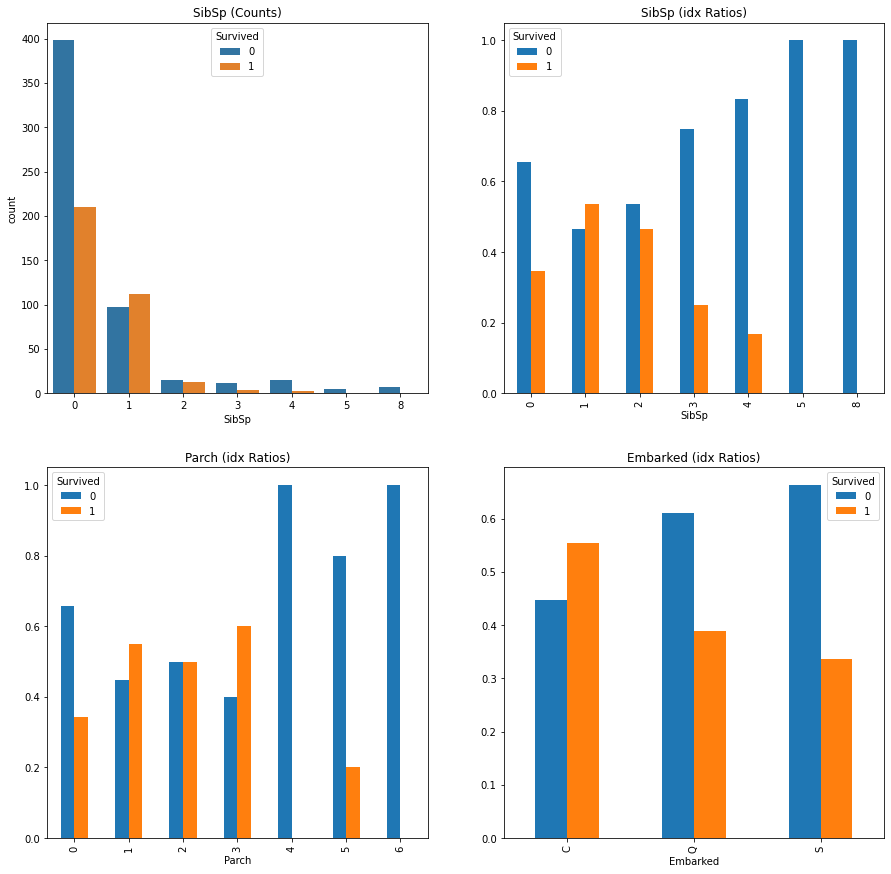 SibSp (Counts)
Survived
0
1
count
400
350
300
250
200
150
100
50
0
0 1 2 3 4 5 8
SibSp
SibSp (idx Ratios)
Survived
0
1
1.0
0.8
0.6
0.4
0.2
0.0
0 1 2 3 4 5 8
SibSp
Parch (idx Ratios)
Survived
0
1
1.0
0.8
0.6
0.4
0.2
0.0
0 1 2 3 4 5 6
Parch
Embarked (idx Ratios)
Survived
0
1
0.6
0.5
0.4
0.3
0.2
0.1
0.0
C Q S
Embarked